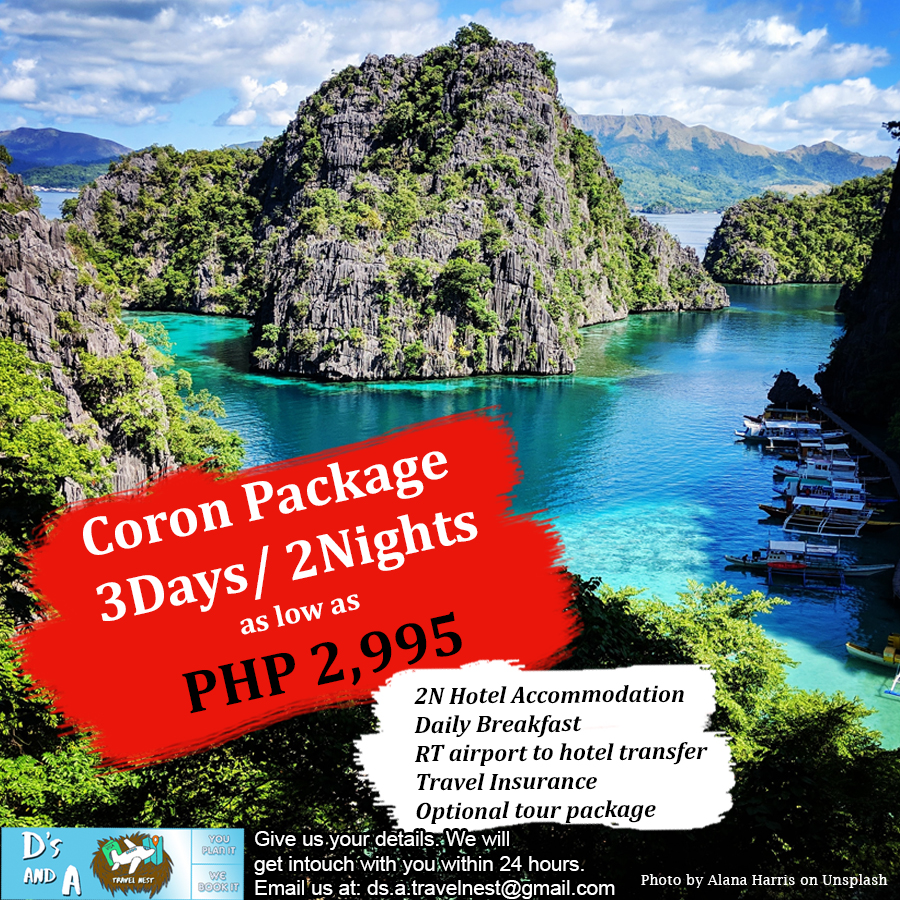 Coron Package
3Days/ 2Nights
as low as
PHP 2,995
2N Hotel Accommodation
Daily Breakfast
RT airport to hotel transfer
Travel Insurance
Optional tour package
D's
AND A
TRAVEL NEST
YOU
PLAN IT
WE
BOOK IT
Give us your details. We will
get intouch with you within 24 hours.
Email us at: ds.a.travelnest@gmail.com
Photo by Alana Harris on Unsplash